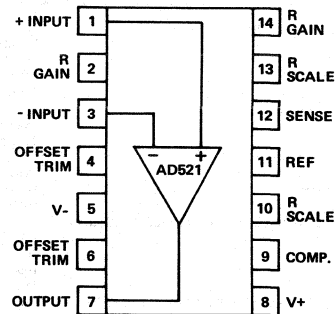 + INPUT 1
R
GAIN 2
- INPUT 3
OFFSET
TRIM 4
V- 5
OFFSET
TRIM 6
OUTPUT 7
- +
AD521
14 R
GAIN
13 R
SCALE
12 SENSE
11 REF
10 R
SCALE
9 COMP.
8 V+